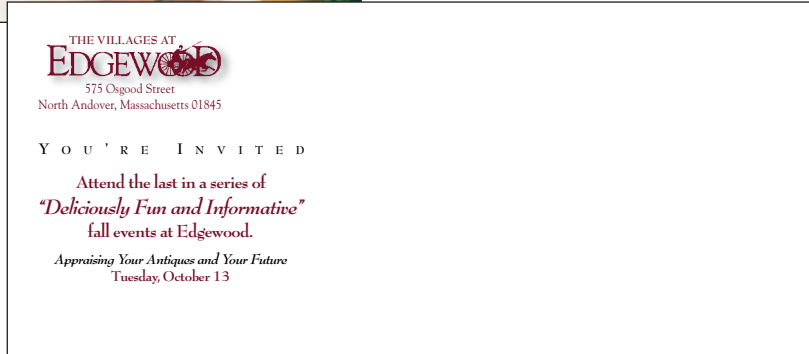 THE VILLAGES AT
EDGEWOOD
575 Osgood Street
North Andover, Massachusetts 01845
You're Invited
Attend the last in a series of
“Deliciously Fun and Informative”
fall events at Edgewood.
Appraising Your Antiques and Your Future
Tuesday, October 13